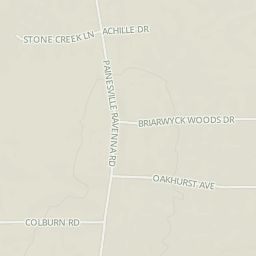 ACHILLE DR
STONE CREEK LN
PAINESVILLE RAVENNA RD
BRIARWYCK WOODS DR
OAKHURST AVE
COLBURN RD